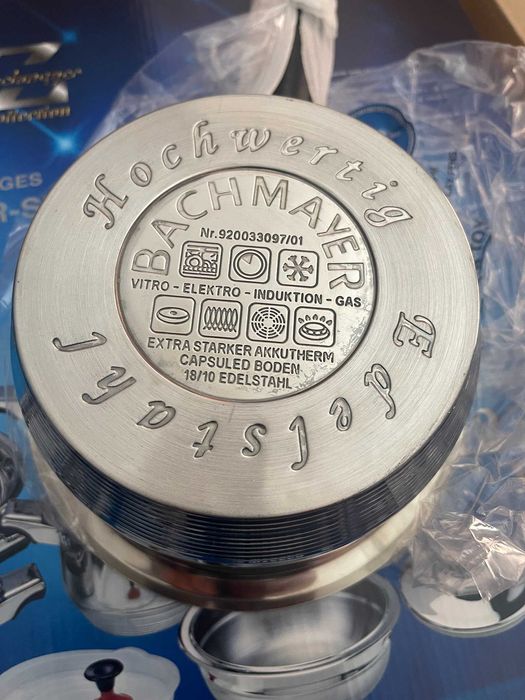 Hochwertig
BACHMAYER
Nr.920033097/01
VITRO - ELEKTRO - INDUKTION - GAS
EXTRA STARKER AKKUTHERM
CAPSULED BODEN
18/10 EDELSTAHL
Edelstahl